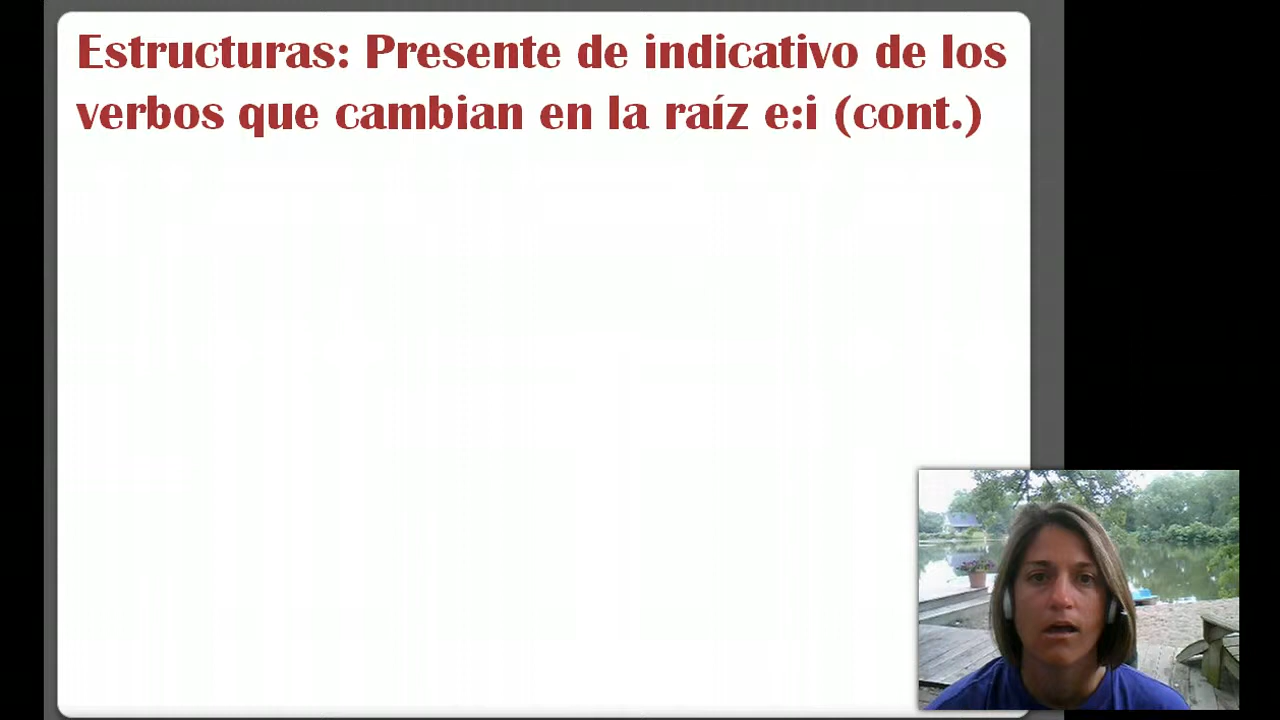 Estructuras: Presente de indicativo de los
verbos que cambian en la raíz e:i (cont.)